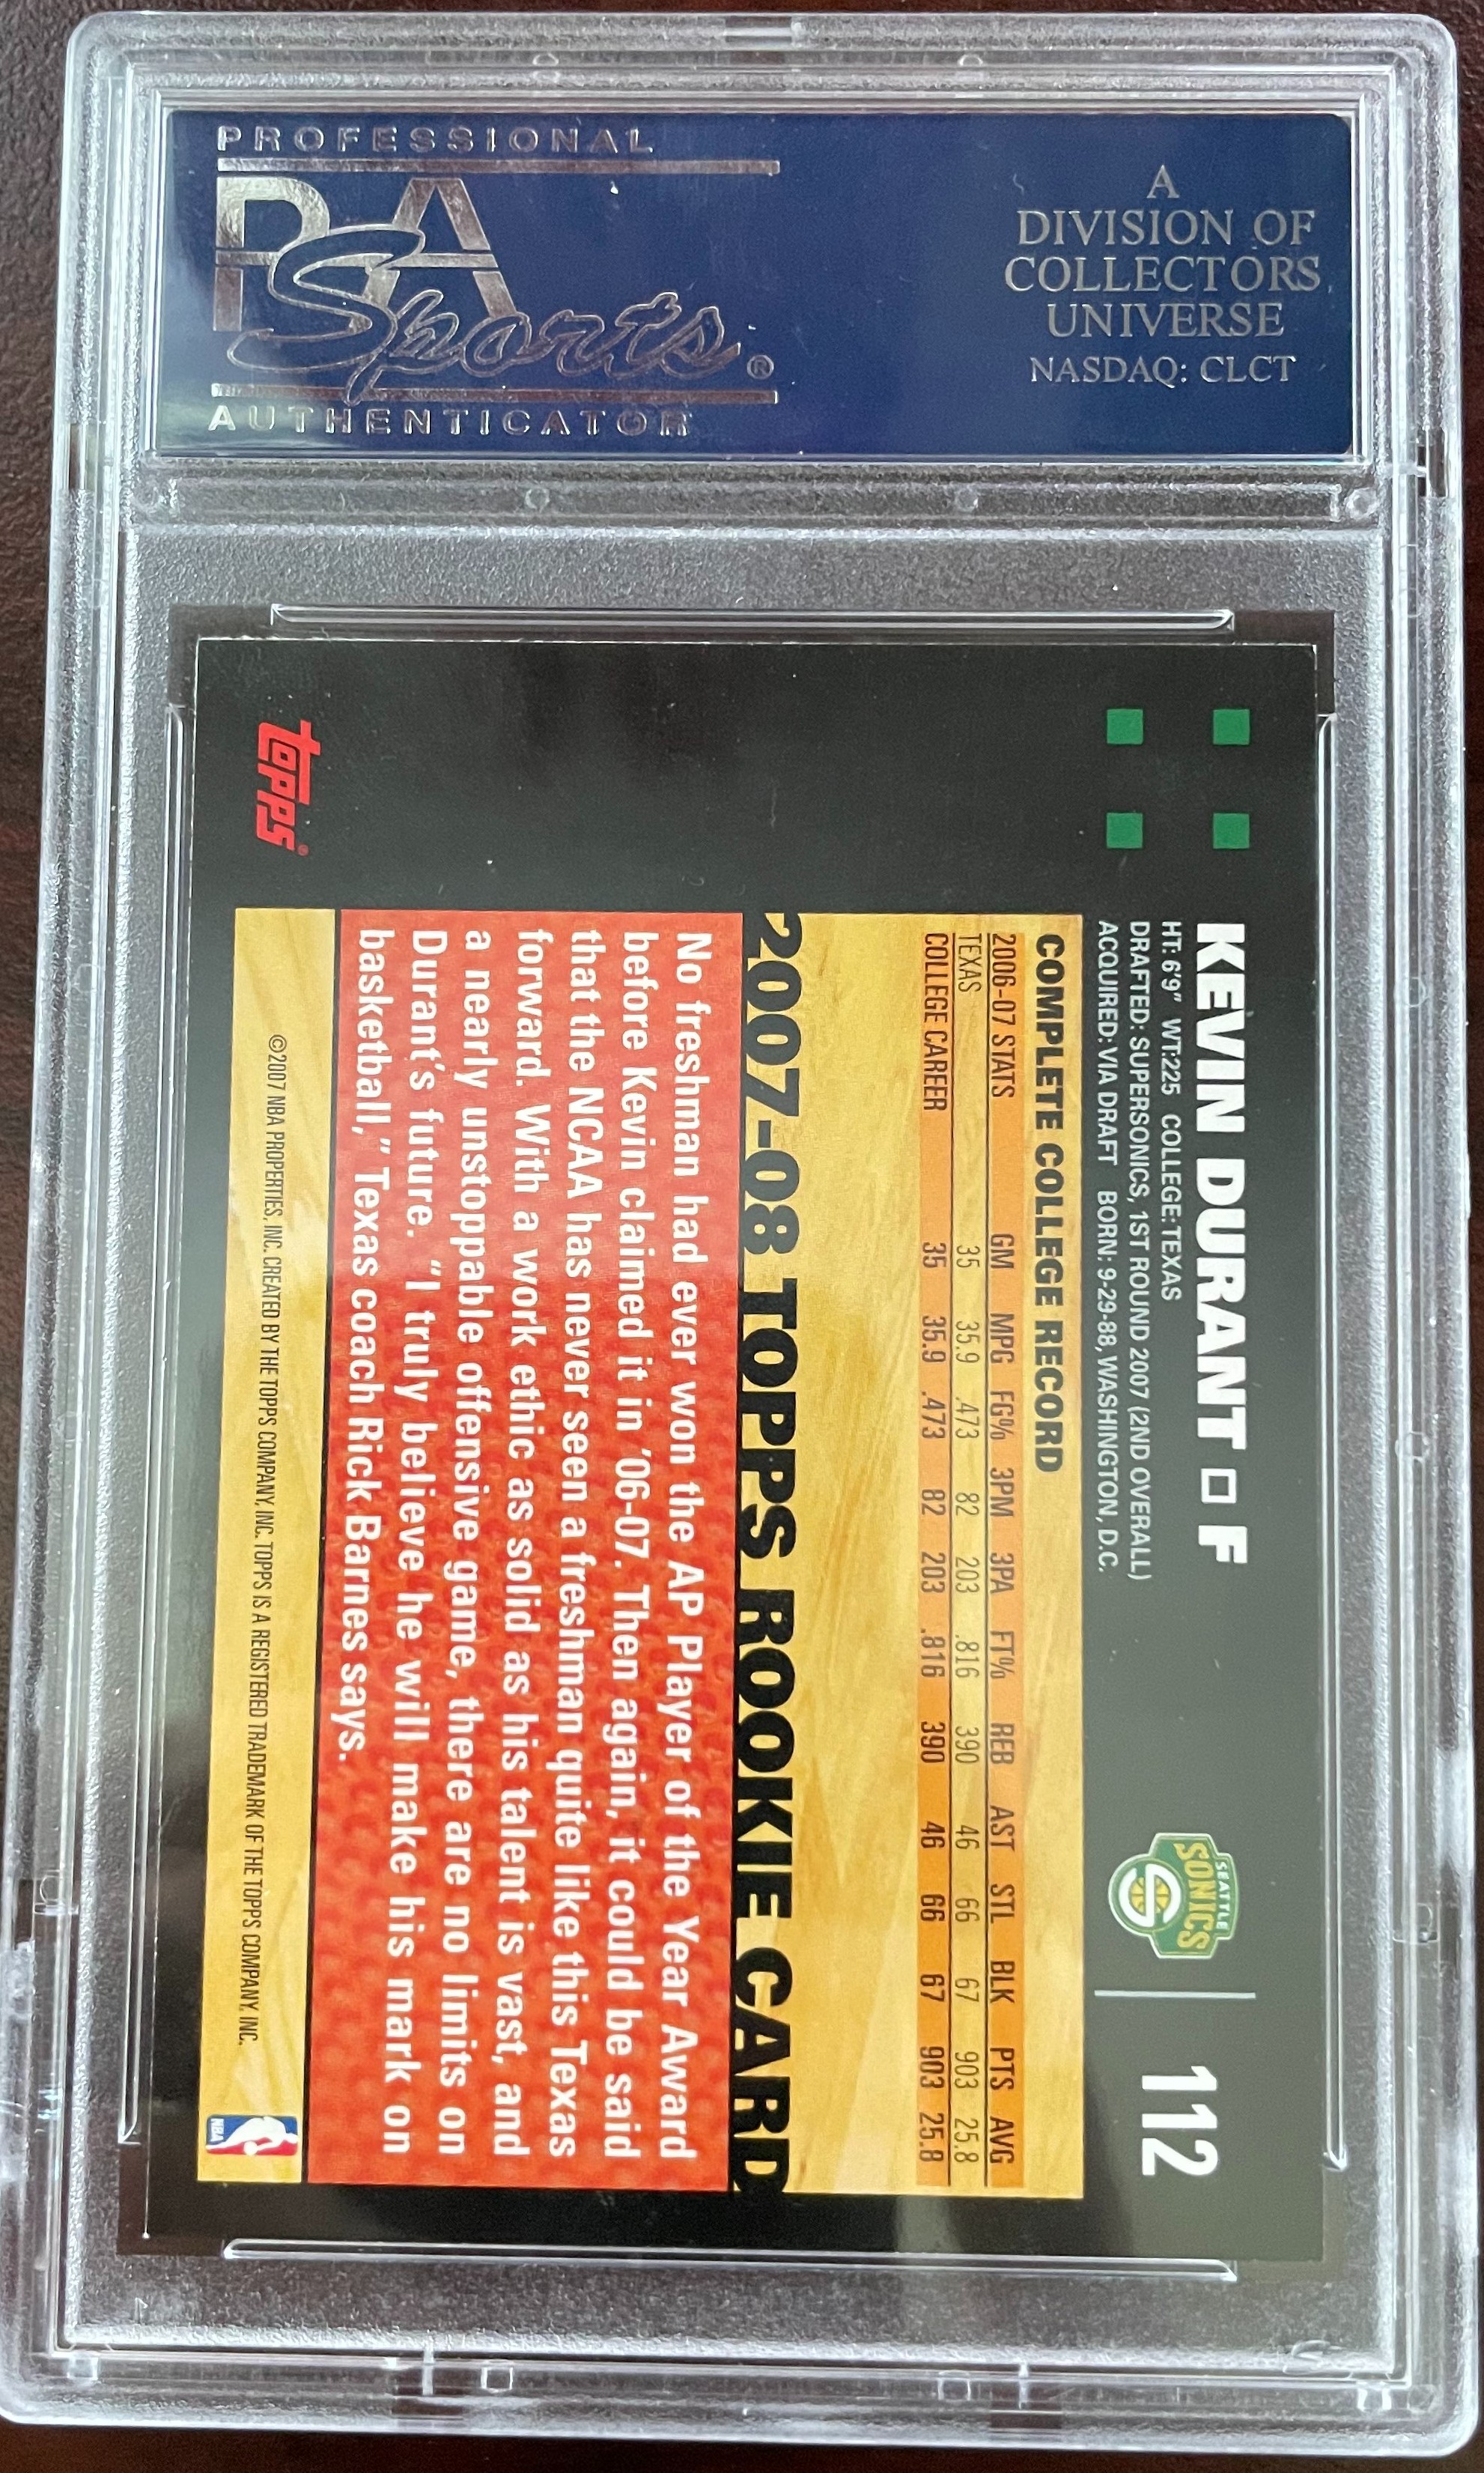 PROFESSIONAL
PSA
Sports®
AUTHENTICATOR
A
DIVISION OF
COLLECTORS
UNIVERSE
NASDAQ: CLCT
KEVIN DURANT □ F
HT: 6'9" WT:225 COLLEGE:TEXAS
DRAFTED: SUPERSONICS, 1ST ROUND 2007 (2ND OVERALL)
ACQUIRED: VIA DRAFT BORN: 9-29-88, WASHINGTON, D.C.
SEATTLE
SONICS
112
COMPLETE COLLEGE RECORD
2006-07 STATS GM MPG FG% 3PM 3PA FT% REB AST STL BLK PTS AVG
TEXAS 35 35.9 .473 82 203 .816 390 46 66 67 903 25.8
COLLEGE CAREER 35 35.9 .473 82 203 .816 390 46 66 67 903 25.8
2007-08 TOPPS ROOKIE CARD
No freshman had ever won the AP Player of the Year Award
before Kevin claimed it in '06-07. Then again, it could be said
that the NCAA has never seen a freshman quite like this Texas
forward. With a work ethic as solid as his talent is vast, and
a nearly unstoppable offensive game, there are no limits on
Durant's future. "I truly believe he will make his mark on
basketball," Texas coach Rick Barnes says.
topps®
©2007 NBA PROPERTIES, INC. CREATED BY THE TOPPS COMPANY, INC. TOPPS IS A REGISTERED TRADEMARK OF THE TOPPS COMPANY, INC.
NBA